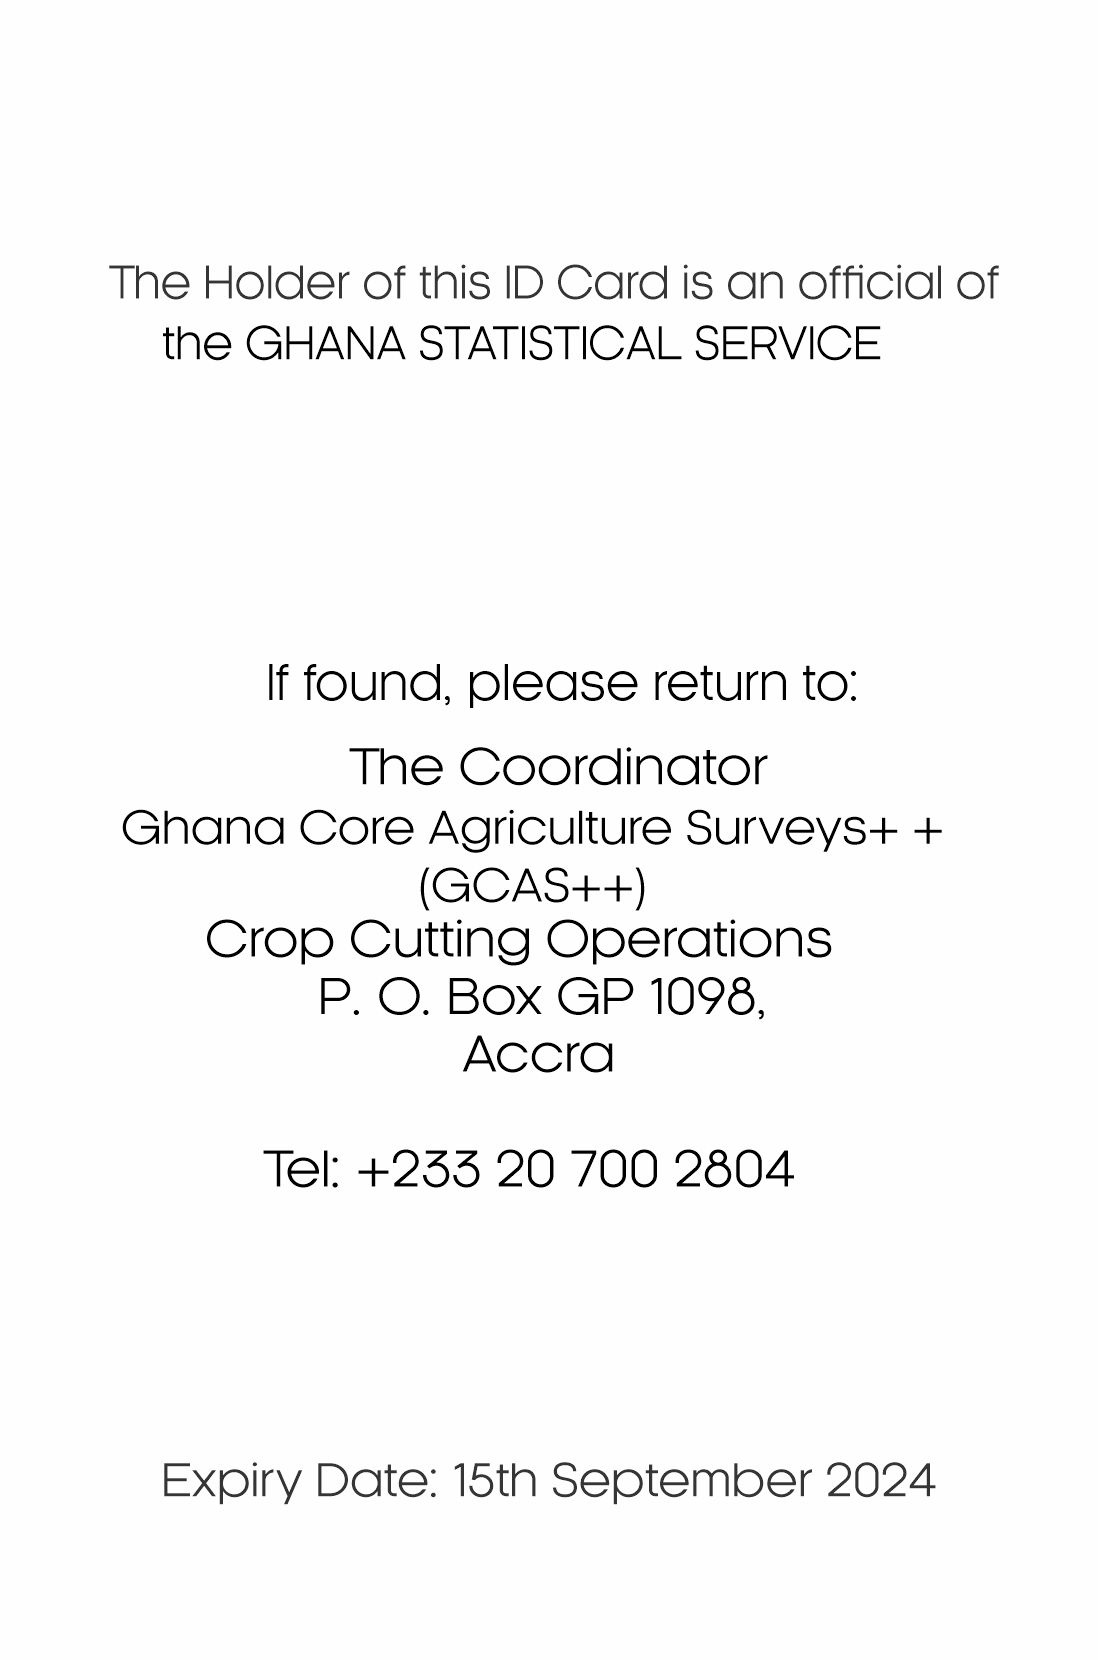 The Holder of this ID Card is an official of
the GHANA STATISTICAL SERVICE
If found, please return to:
The Coordinator
Ghana Core Agriculture Surveys+ +
(GCAS++)
Crop Cutting Operations
P. O. Box GP 1098,
Accra
Tel: +233 20 700 2804
Expiry Date: 15th September 2024